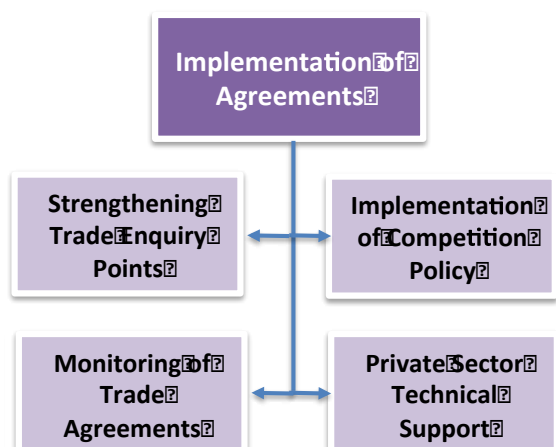 Implementation of
Agreements
Strengthening
Trade Enquiry
Points
Implementation
of Competition
Policy
Monitoring of
Trade
Agreements
Private Sector
Technical
Support